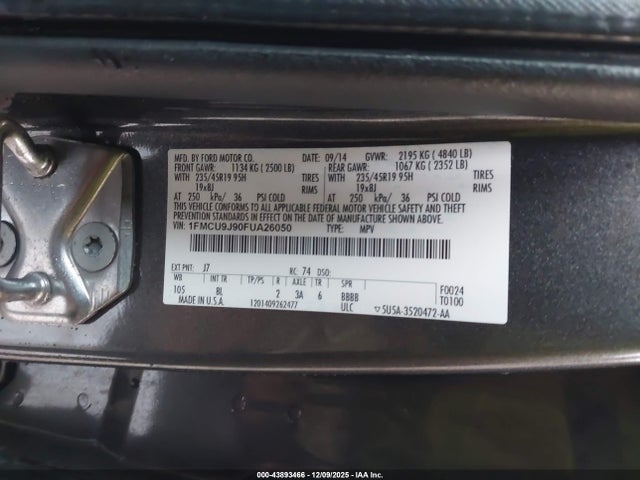 MFD. BY FORD MOTOR CO. DATE: 09/14 GVWR: 2195 KG ( 4840 LB)
FRONT GAWR: 1134 KG ( 2500 LB) REAR GAWR: 1067 KG ( 2352 LB)
WITH 235/45R19 95H TIRES WITH 235/45R19 95H TIRES
19x8J RIMS 19x8J RIMS
AT 250 kPa/ 36 PSI COLD AT 250 kPa/ 36 PSI COLD
THIS VEHICLE CONFORMS TO ALL APPLICABLE FEDERAL MOTOR VEHICLE SAFETY, BUMPER, AND THEFT
PREVENTION STANDARDS IN EFFECT ON THE DATE OF MANUFACTURE SHOWN ABOVE.
VIN: 1FMCU9J90FUA26050 TYPE: MPV
EXT PNT: J7 RC: 74 DSO:
WB INT TR TP/PS R A TR SPR
105 BL 2 3A 6 BBBB F0024
MADE IN U.S.A. 1201409262477 ULC T0100
5U5A-3520472-AA
000-43893466 - 12/09/2025 - IAAI.COM